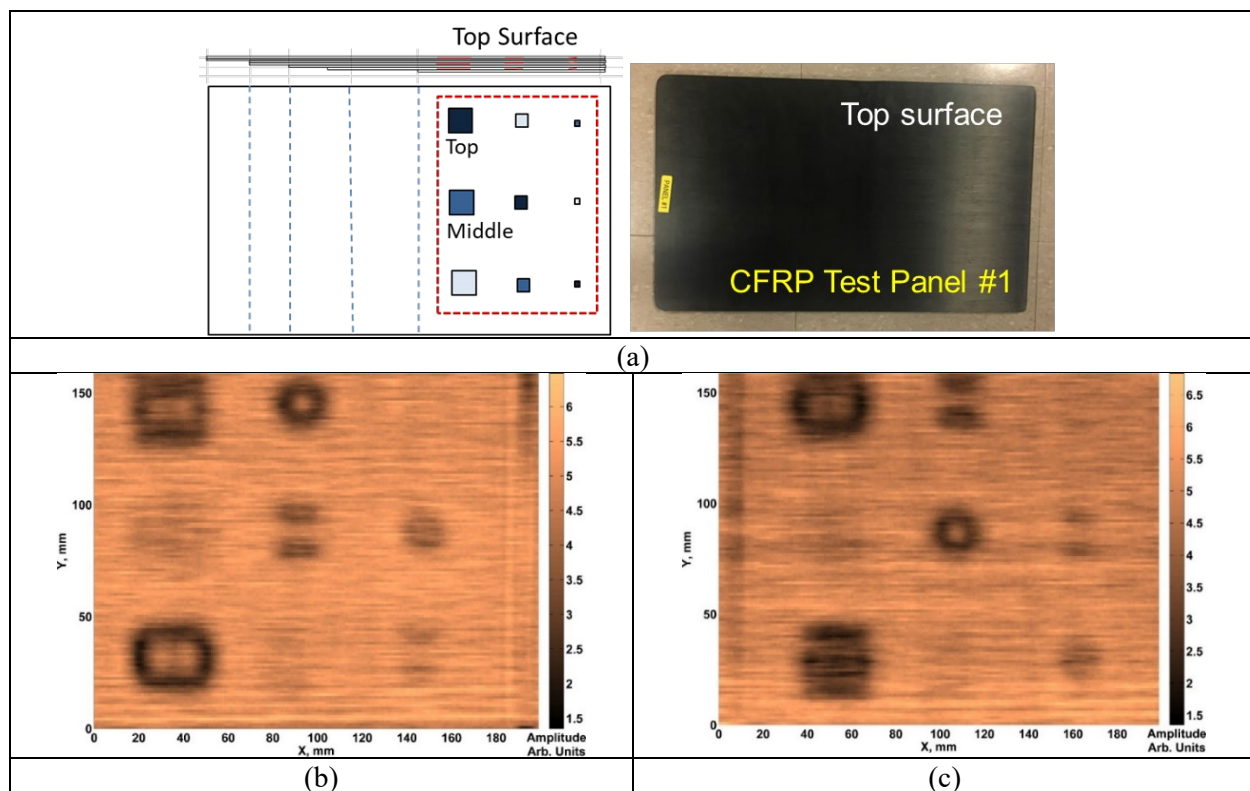 Top Surface
Top
Middle
Top surface
PANEL #1
CFRP Test Panel #1
(a)
150
100
50
0
Y, mm
0 20 40 60 80 100 120 140 160
X, mm
6
5.5
5
4.5
4
3.5
3
2.5
2
1.5
Amplitude
Arb. Units
150
100
50
0
Y, mm
0 20 40 60 80 100 120 140 160
X, mm
6.5
6
5.5
5
4.5
4
3.5
3
2.5
2
1.5
Amplitude
Arb. Units
(b)
(c)